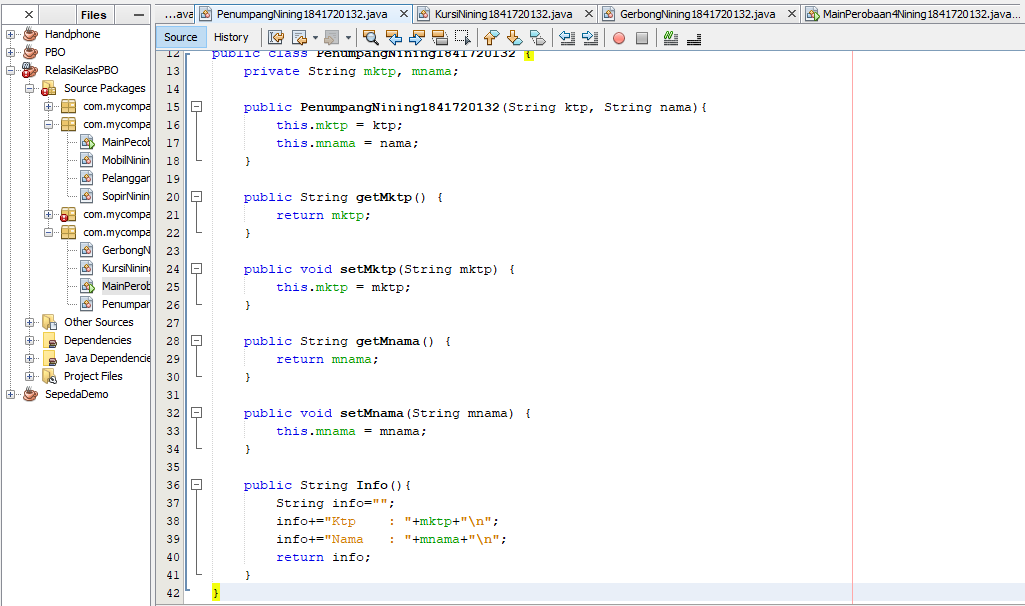 Files
Handphone
PBO
RelasiKelasPBO
Source Packages
com.mycompa
com.mycompa
MainPecob
MobilNinin
Pelanggar
SopirNinin
com.mycompa
com.mycompa
GerbongN
KursiNining
MainPerob
Penumpar
Other Sources
Dependencies
Java Dependencie
Project Files
SepedaDemo
...ava PenumpangNining1841720132.java KursiNining1841720132.java GerbongNining1841720132.java MainPerobaan4Nining1841720132.java...
Source History
12 public class PenumpangNining1841720132 {
13 private String mktp, mnama;
14
15 public PenumpangNining1841720132(String ktp, String nama){
16 this.mktp = ktp;
17 this.mnama = nama;
18 }
19
20 public String getMktp() {
21 return mktp;
22 }
23
24 public void setMktp(String mktp) {
25 this.mktp = mktp;
26 }
27
28 public String getMnama() {
29 return mnama;
30 }
31
32 public void setMnama(String mnama) {
33 this.mnama = mnama;
34 }
35
36 public String Info(){
37 String info="";
38 info+="Ktp    : "+mktp+"\n";
39 info+="Nama   : "+mnama+"\n";
40 return info;
41 }
42 }